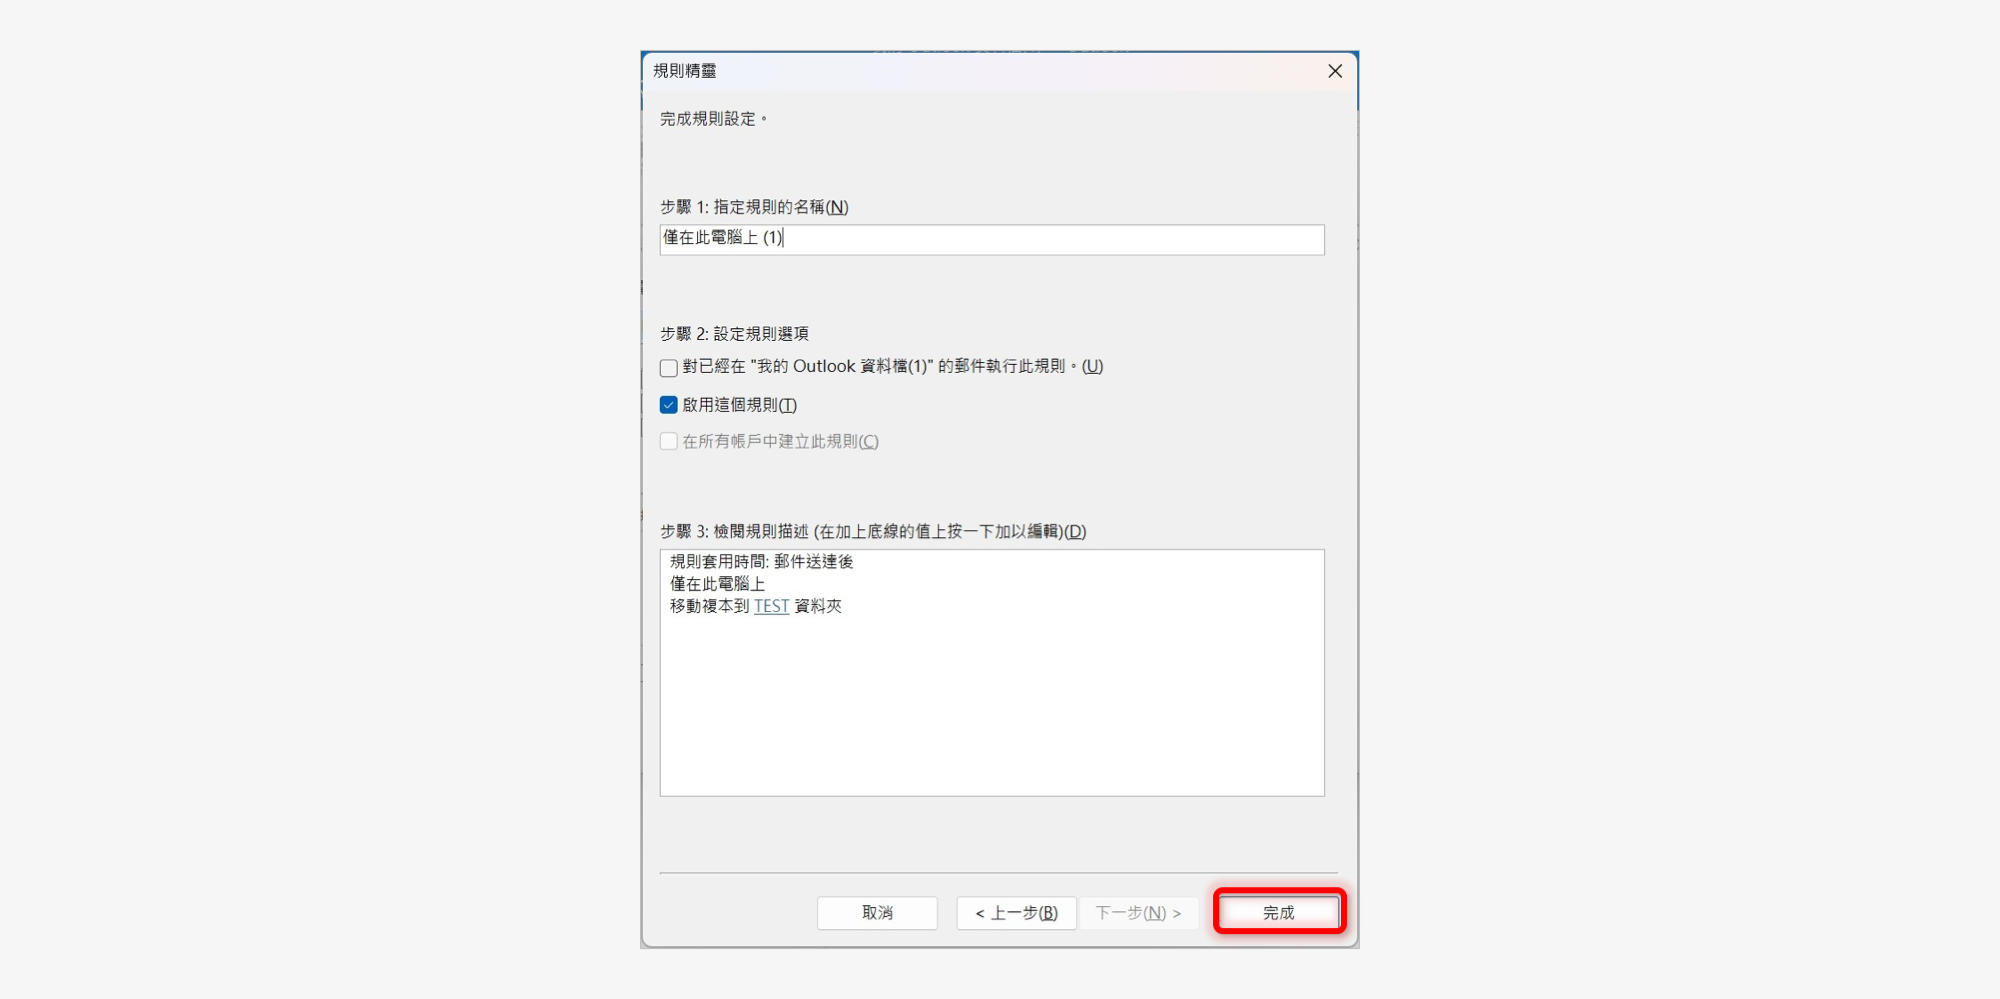 規則精靈
完成規則設定。
步驟 1: 指定規則的名稱(N)
僅在此電腦上 (1)
步驟 2: 設定規則選項
對已經在 "我的 Outlook 資料檔(1)" 的郵件執行此規則。(U)
啟用這個規則(T)
在所有帳戶中建立此規則(C)
步驟 3: 檢閱規則描述 (在加上底線的值上按一下加以編輯)(D)
規則套用時間: 郵件送達後
僅在此電腦上
移動複本到 TEST 資料夾
取消
< 上一步(B)
下一步(N) >
完成